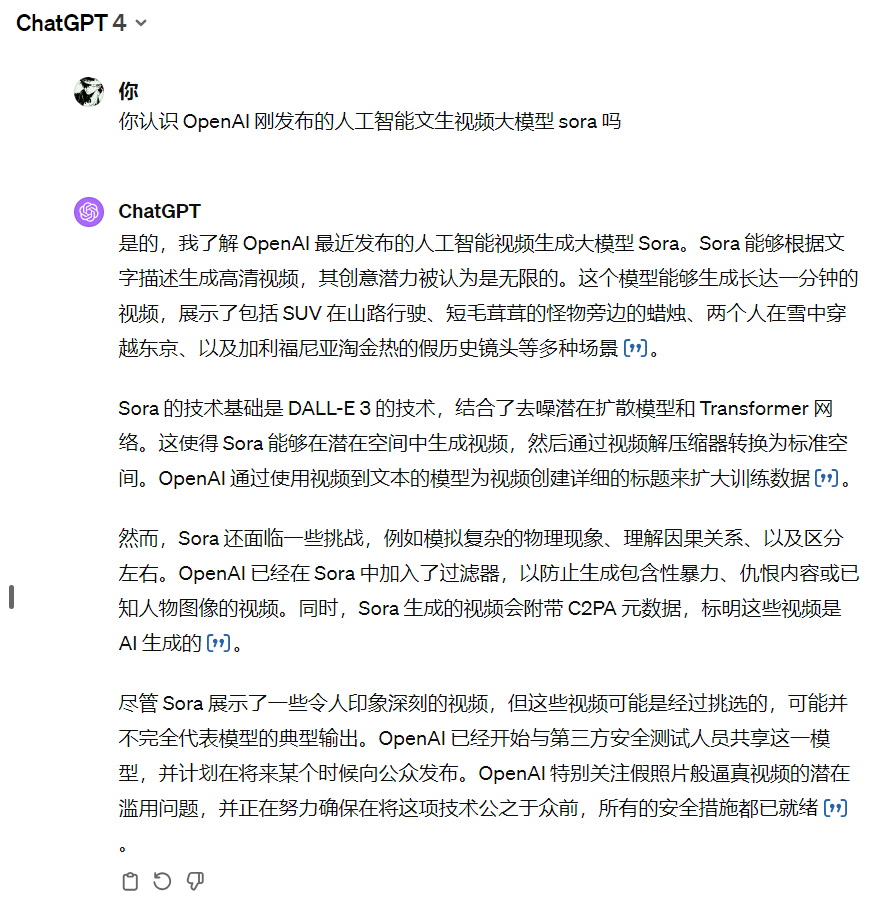 ChatGPT 4
你
你认识 OpenAI 刚发布的人工智能文生视频大模型 sora 吗
ChatGPT
是的，我了解 OpenAI 最近发布的人工智能视频生成大模型 Sora。Sora 能够根据文
字描述生成高清视频，其创意潜力被认为是无限的。这个模型能够生成长达一分钟的
视频，展示了包括 SUV 在山路行驶、短毛茸茸的怪物旁边的蜡烛、两个人在雪中穿
越东京、以及加利福尼亚淘金热的假历史镜头等多种场景 ["]。
Sora 的技术基础是 DALL-E 3 的技术，结合了去噪潜在扩散模型和 Transformer 网
络。这使得 Sora 能够在潜在空间中生成视频，然后通过视频解压缩器转换为标准空
间。OpenAI 通过使用视频到文本的模型为视频创建详细的标题来扩大训练数据 ["]。
然而，Sora 还面临一些挑战，例如模拟复杂的物理现象、理解因果关系、以及区分
左右。OpenAI 已经在 Sora 中加入了过滤器，以防止生成包含性暴力、仇恨内容或已
知人物图像的视频。同时，Sora 生成的视频会附带 C2PA 元数据，标明这些视频是
AI 生成的 ["]。
尽管 Sora 展示了一些令人印象深刻的视频，但这些视频可能是经过挑选的，可能并
不完全代表模型的典型输出。OpenAI 已经开始与第三方安全测试人员共享这一模
型，并计划在将来某个时候向公众发布。OpenAI 特别关注假照片般逼真视频的潜在
滥用问题，并正在努力确保在将这项技术公之于众前，所有的安全措施都已就绪 ["]
。